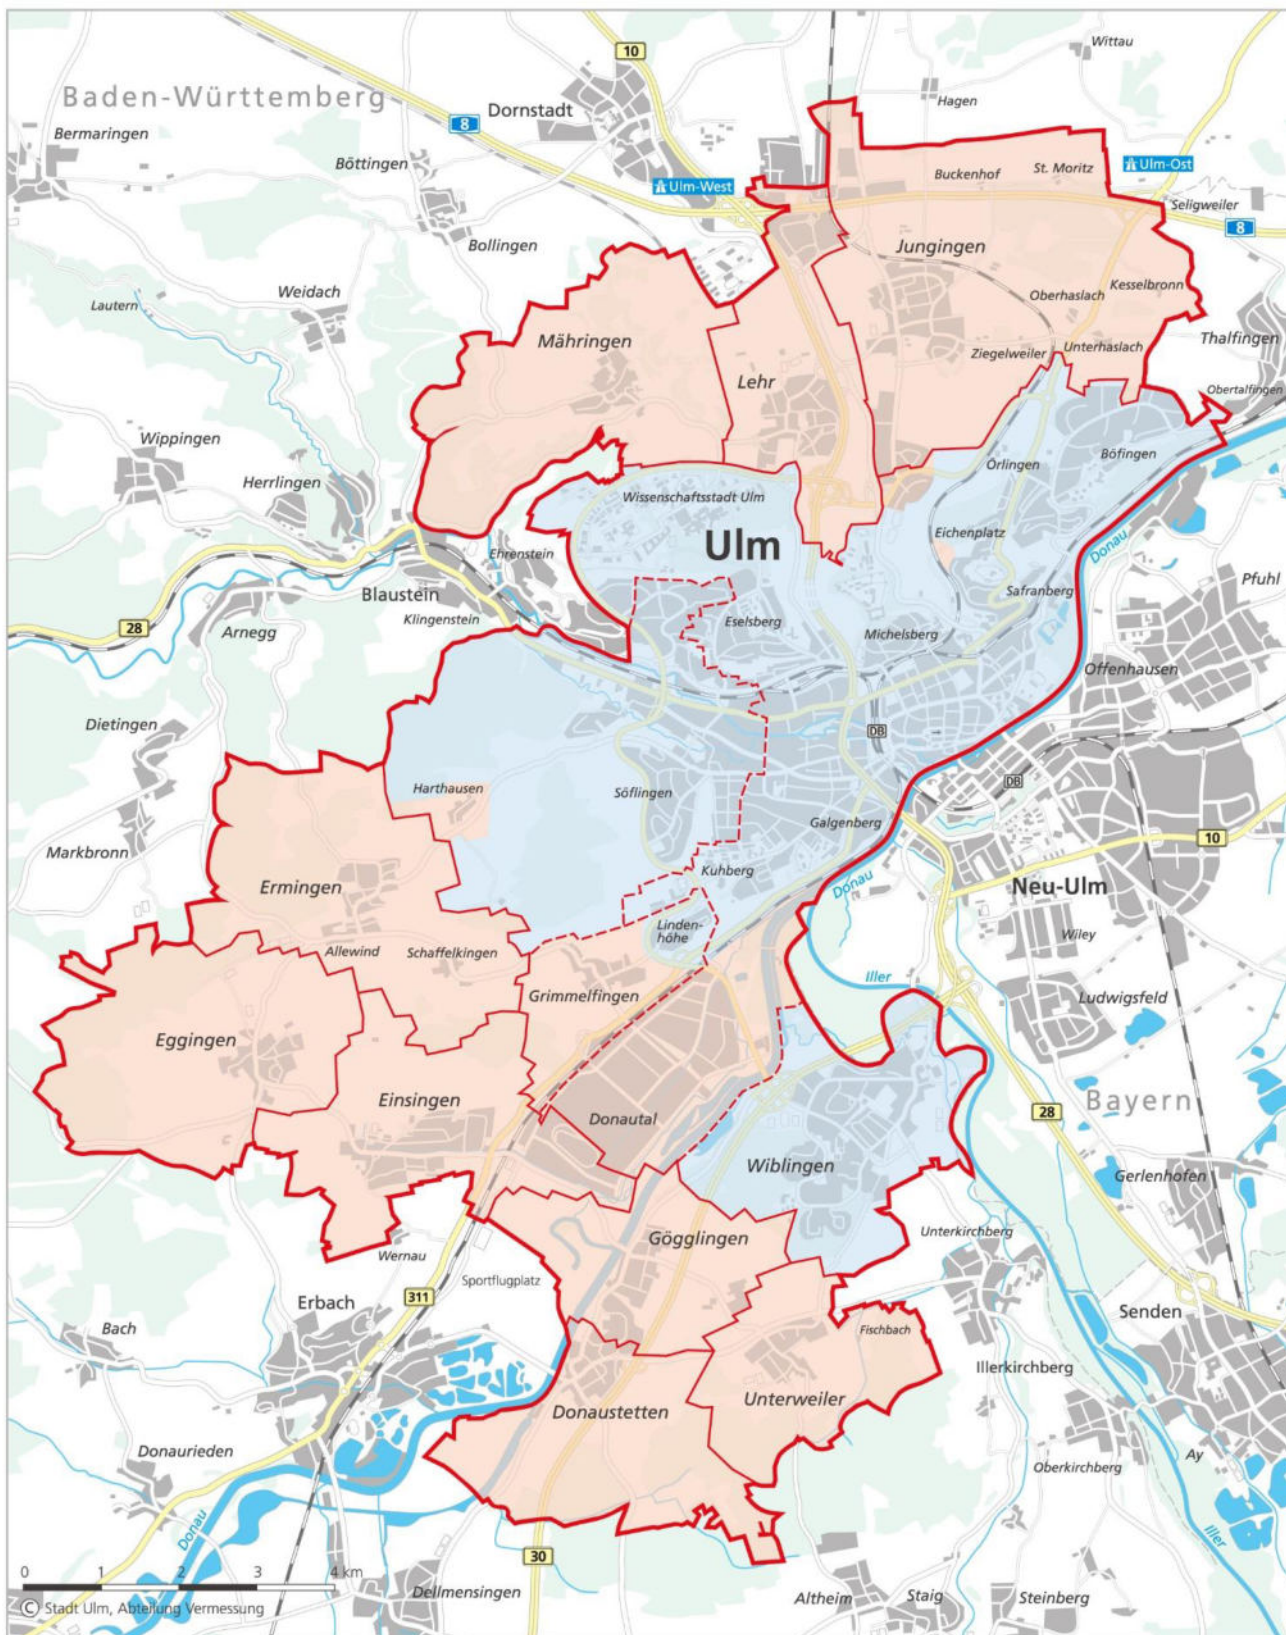 10
Wittau
Baden-Württemberg
Hagen
Dornstadt
8
Bermaringen
Böttingen
Buckenhof
St. Moritz
Ulm-Ost
Ulm-West
Seligweiler
8
Bollingen
Jungingen
Weidach
Lautern
Oberhaslach
Kesselbronn
Mähringen
Thalfingen
Ziegelweiler
Unterhaslach
Lehr
Obertalfingen
Wippingen
Böfingen
Örlingen
Herrlingen
Wissenschaftsstadt Ulm
Eichenplatz
Ulm
Donau
Ehrenstein
Pfuhl
Blaustein
Safranberg
Klingenstein
Eselsberg
28
Arnegg
Michelsberg
Offenhausen
Dietingen
DB
DB
Harthausen
Söflingen
Galgenberg
10
Markbronn
Kuhberg
Donau
Ermingen
Neu-Ulm
Linden-
höhe
Wiley
Allewind
Schaffelkingen
Iller
Grimmelfingen
Ludwigsfeld
Eggingen
Einsingen
Donautal
28
Bayern
Wiblingen
Gerlenhofen
Gögglingen
Unterkirchberg
Wernau
Sportflugplatz
311
Erbach
Bach
Fischbach
Senden
Illerkirchberg
Unterweiler
Donaustetten
Donaurieden
Ay
Oberkirchberg
Donau
Iller
30
0 1 2 3 4 km
Dellmensingen
Altheim
Staig
Steinberg
© Stadt Ulm, Abteilung Vermessung